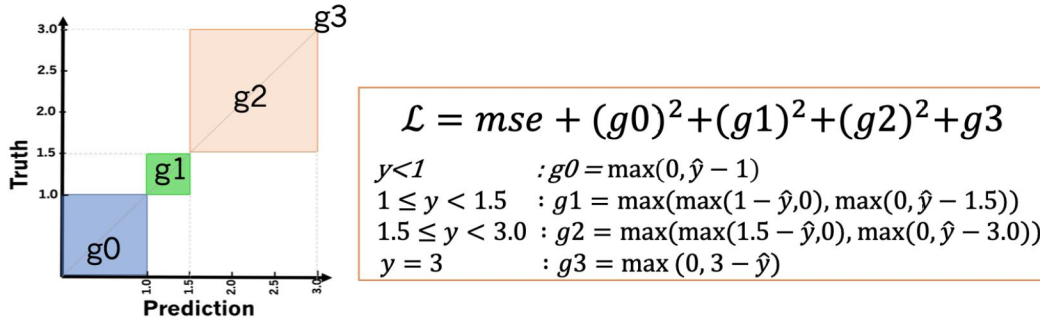 g3
3.0
2.5
2.0
1.5
1.0
Truth
g2
g1
g0
1.0
1.5
2.0
2.5
3.0
Prediction
ℒ = mse + (g0)²+(g1)²+(g2)²+g3
y<1 :g0 = max(0, ŷ − 1)
1 ≤ y < 1.5 : g1 = max(max(1 − ŷ,0), max(0, ŷ − 1.5))
1.5 ≤ y < 3.0 : g2 = max(max(1.5 − ŷ,0), max(0, ŷ − 3.0))
y = 3 : g3 = max (0, 3 − ŷ)